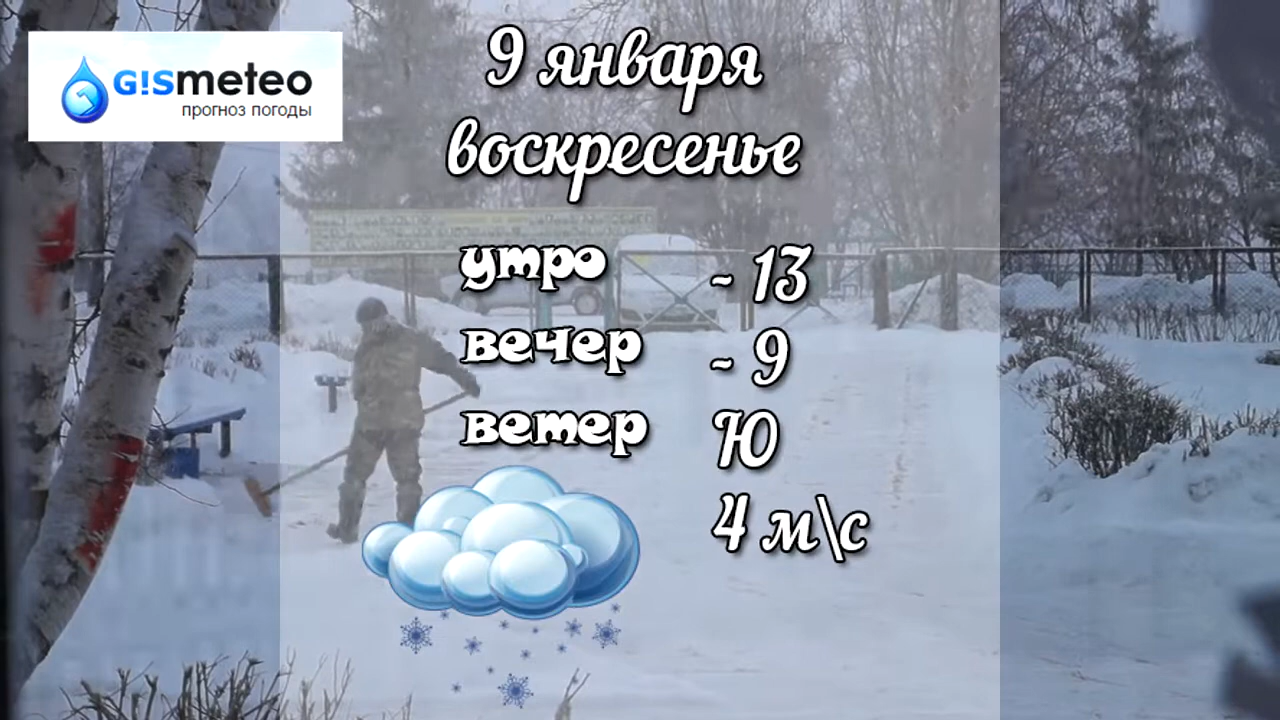 G!Smeteo
прогноз погоды
9 января
воскресенье
утро - 13
вечер - 9
ветер Ю
4 м\с